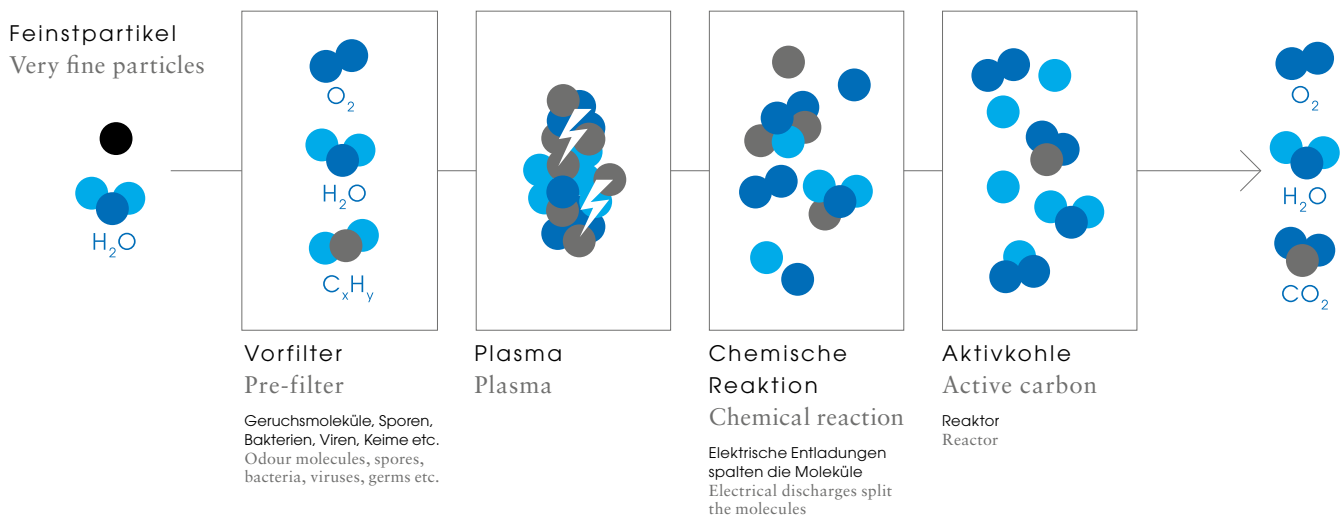 Feinstpartikel
Very fine particles
H₂O
O₂
H₂O
CₓHᵧ
Vorfilter
Pre-filter
Geruchsmoleküle, Sporen,
Bakterien, Viren, Keime etc.
Odour molecules, spores,
bacteria, viruses, germs etc.
Plasma
Plasma
Chemische
Reaktion
Chemical reaction
Elektrische Entladungen
spalten die Moleküle
Electrical discharges split
the molecules
Aktivkohle
Active carbon
Reaktor
Reactor
O₂
H₂O
CO₂